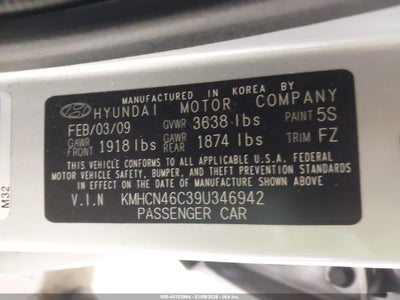 MANUFACTURED IN KOREA BY
HYUNDAI MOTOR COMPANY
FEB/03/09 GVWR 3638 lbs PAINT 5S
GAWR FRONT 1918 lbs GAWR REAR 1874 lbs TRIM FZ
THIS VEHICLE CONFORMS TO ALL APPLICABLE U.S.A. FEDERAL
MOTOR VEHICLE SAFETY, BUMPER, AND THEFT PREVENTION STANDARDS
IN EFFECT ON THE DATE OF MANUFACTURE SHOWN ABOVE.
V.I.N KMHCN46C39U346942
PASSENGER CAR
M32